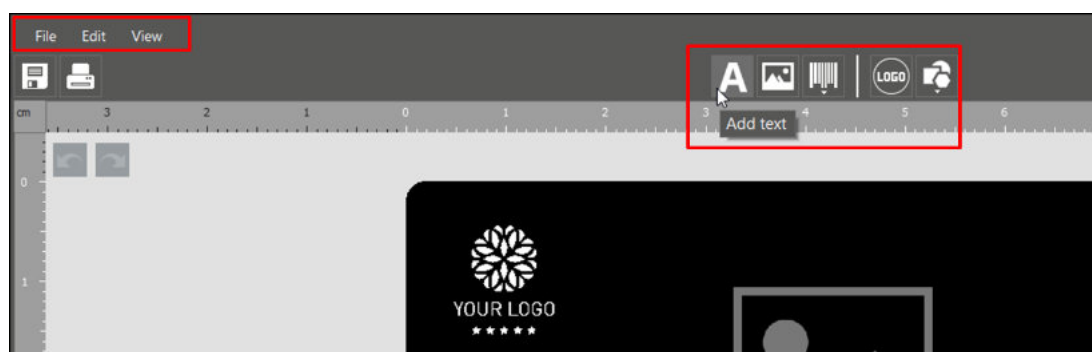 File Edit View
A LOGO
cm 3 2 1 0 1 2 3 4 5 6
Add text
0
1
YOUR LOGO